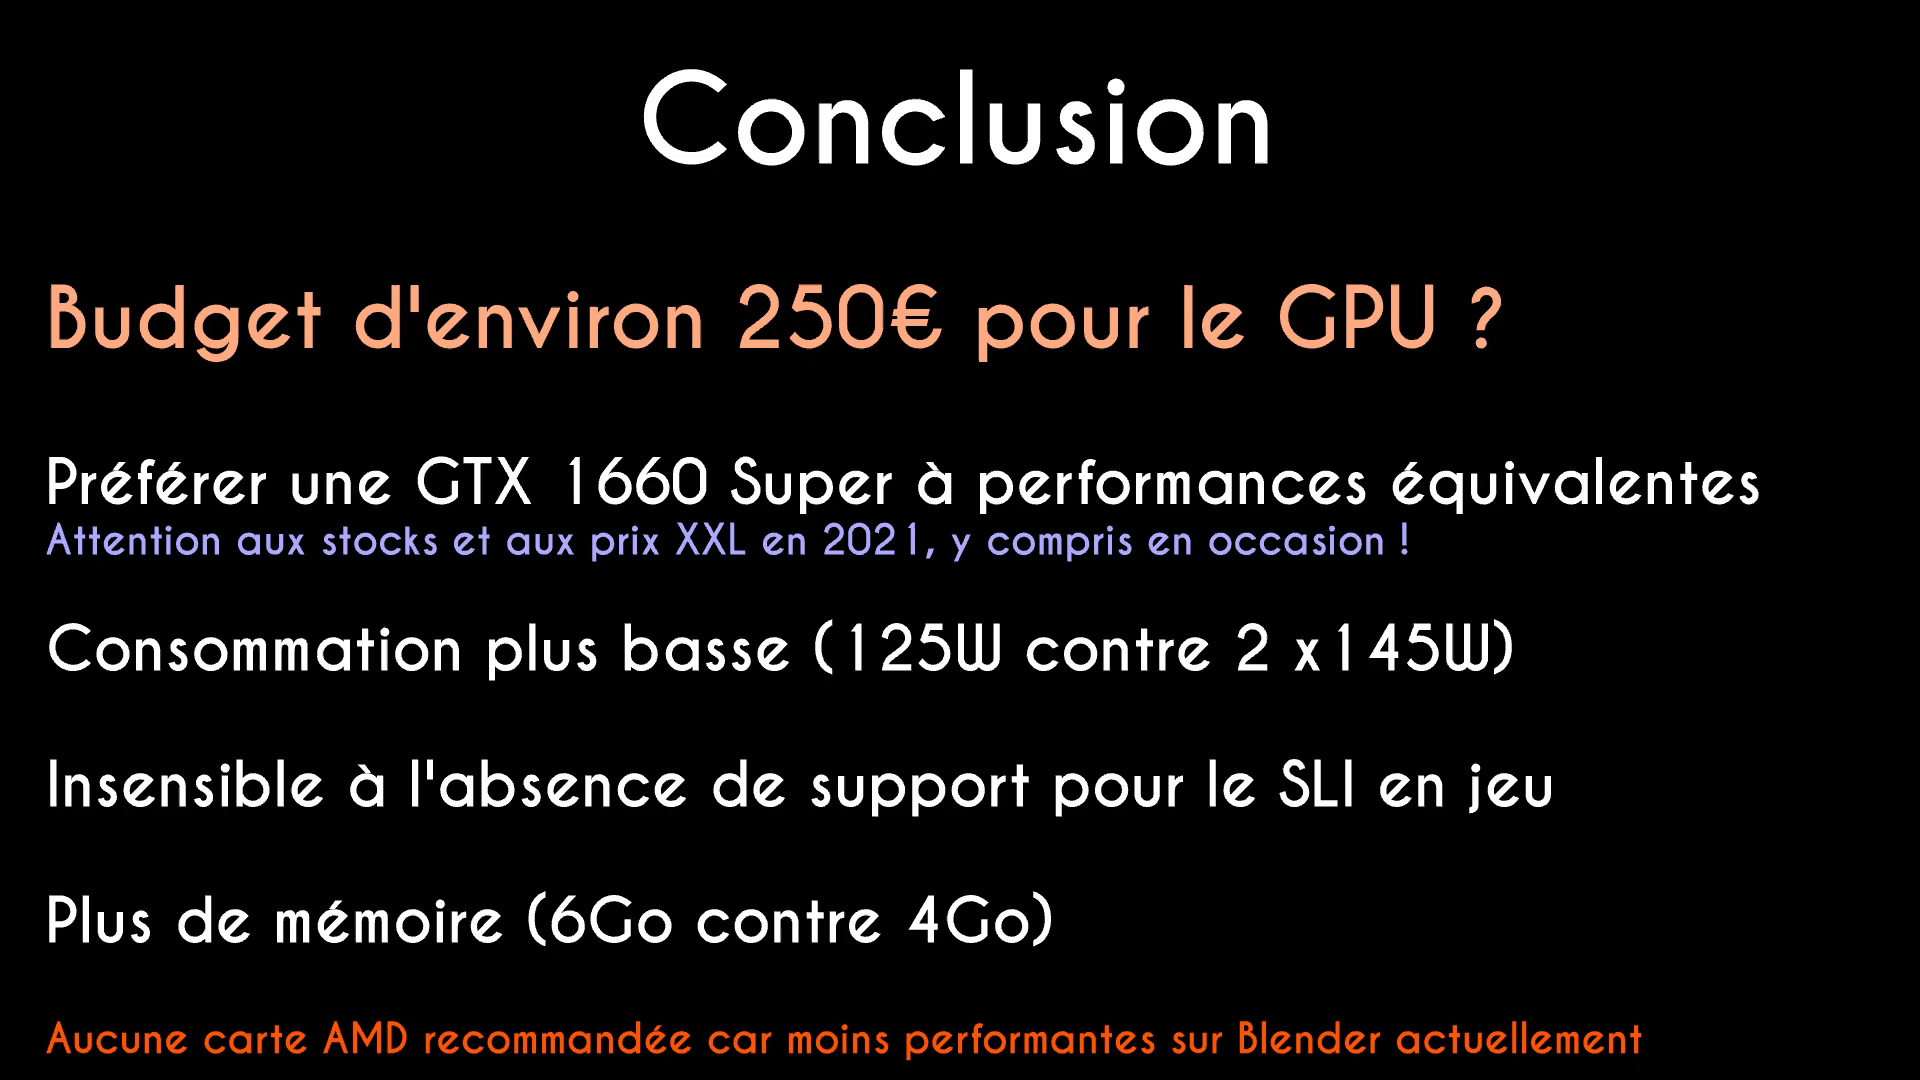 Conclusion
Budget d'environ 250€ pour le GPU ?
Préférer une GTX 1660 Super à performances équivalentes
Attention aux stocks et aux prix XXL en 2021, y compris en occasion !
Consommation plus basse (125W contre 2 x145W)
Insensible à l'absence de support pour le SLI en jeu
Plus de mémoire (6Go contre 4Go)
Aucune carte AMD recommandée car moins performantes sur Blender actuellement